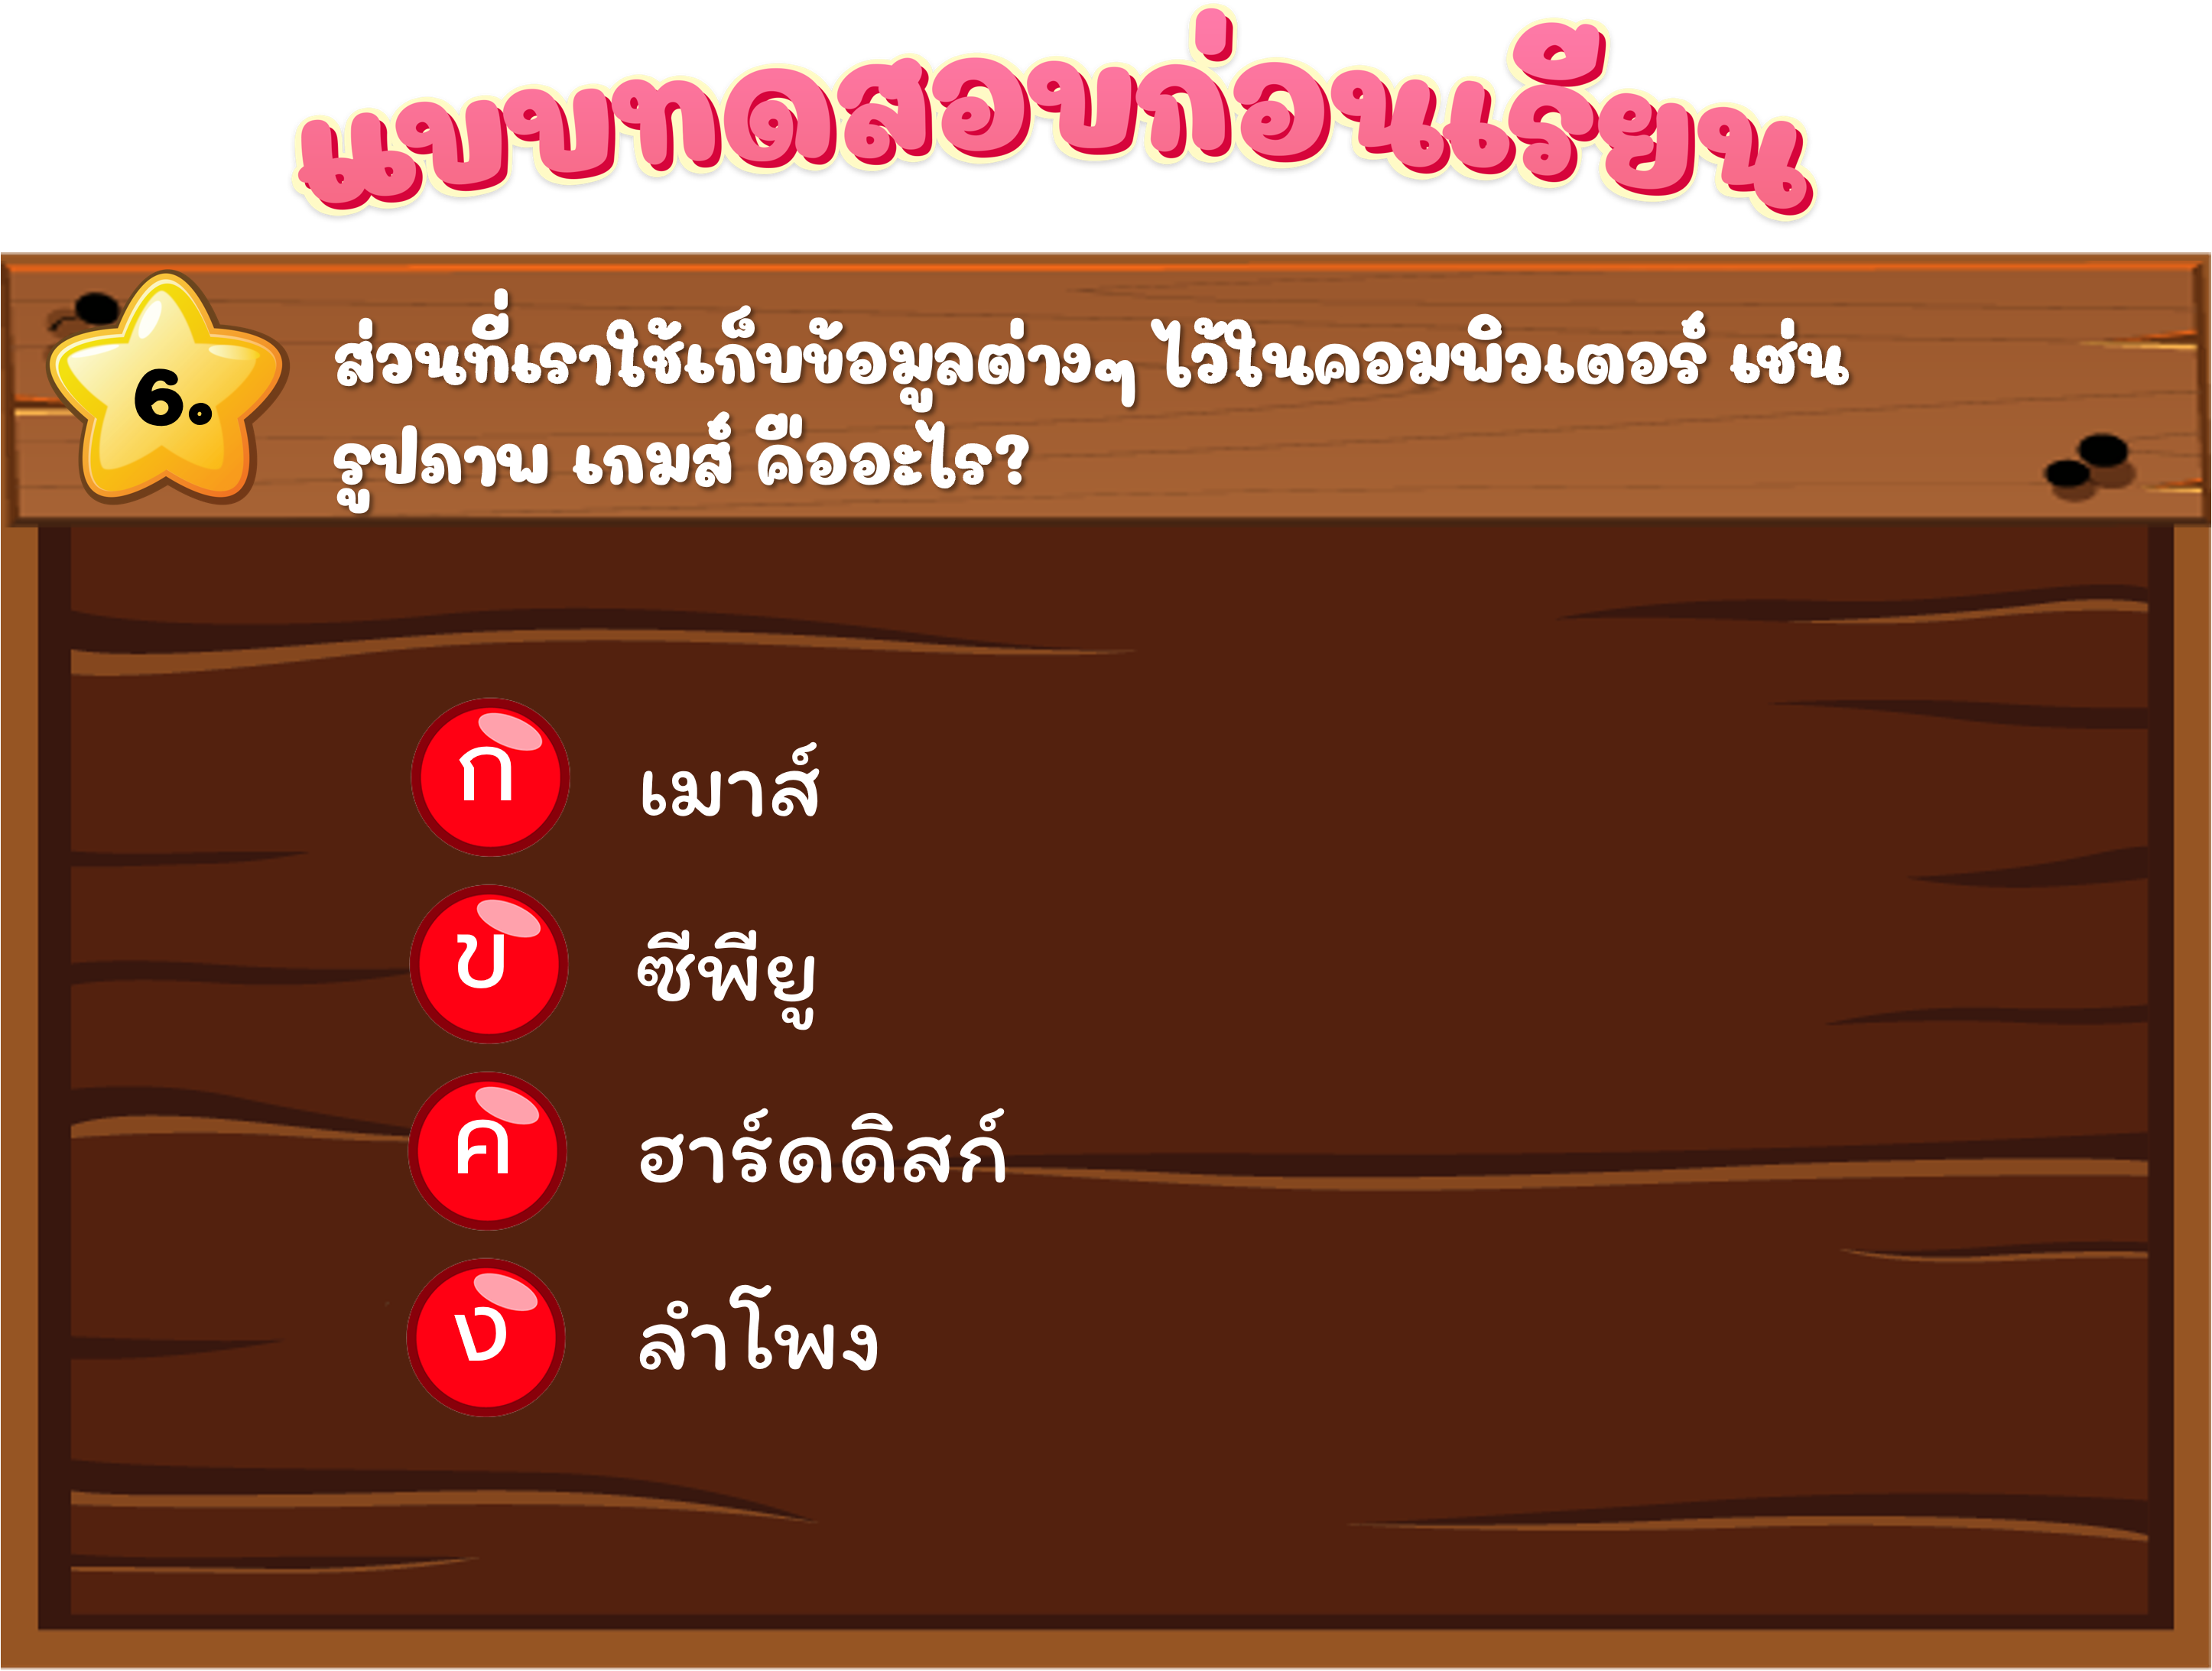 แบบทดสอบก่อนเรียน
6.
ส่วนที่เราใช้เก็บข้อมูลต่างๆ ไว้ในคอมพิวเตอร์ เช่น
รูปภาพ เกมส์ คืออะไร?
ก เมาส์
ข ซีพียู
ค ฮาร์ดดิสก์
ง ลำโพง